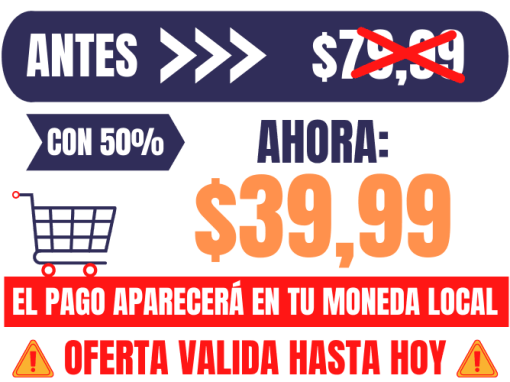 ANTES >>> $79,99
CON 50% AHORA:
$39,99
EL PAGO APARECERÁ EN TU MONEDA LOCAL
OFERTA VALIDA HASTA HOY